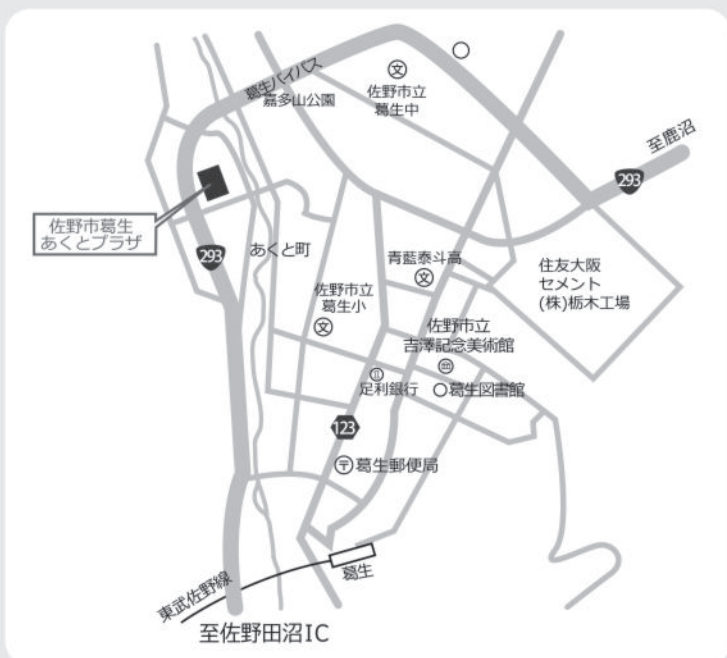 葛生バイパス
嘉多山公園
文
佐野市立
葛生中
至鹿沼
293
佐野市葛生
あくとプラザ
293
あくと町
青藍泰斗高
文
住友大阪
セメント
(株)栃木工場
佐野市立
葛生小
文
佐野市立
吉澤記念美術館
足利銀行
葛生図書館
123
〒葛生郵便局
葛生
東武佐野線
至佐野田沼IC